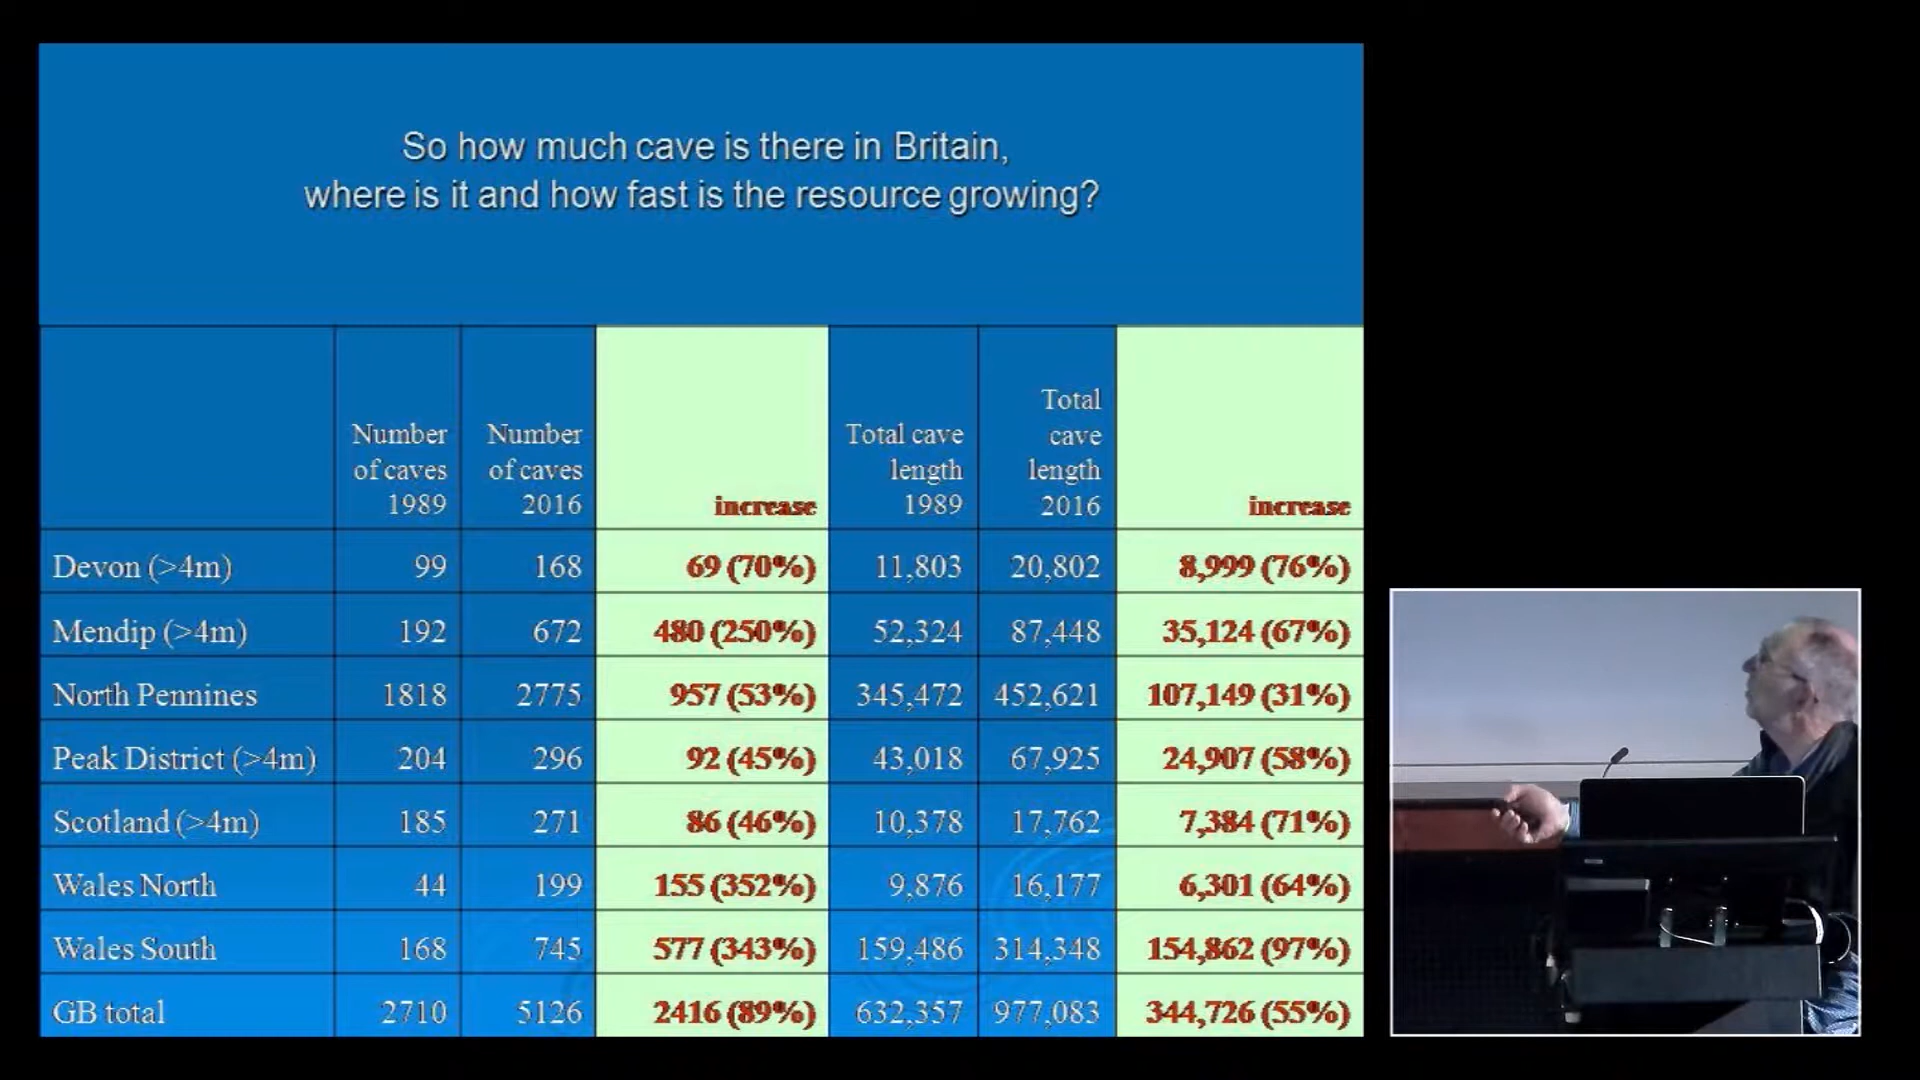 So how much cave is there in Britain,
where is it and how fast is the resource growing?
Number of caves 1989 Number of caves 2016 increase Total cave length 1989 Total cave length 2016 increase
Devon (>4m) 99 168 69 (70%) 11,803 20,802 8,999 (76%)
Mendip (>4m) 192 672 480 (250%) 52,324 87,448 35,124 (67%)
North Pennines 1818 2775 957 (53%) 345,472 452,621 107,149 (31%)
Peak District (>4m) 204 296 92 (45%) 43,018 67,925 24,907 (58%)
Scotland (>4m) 185 271 86 (46%) 10,378 17,762 7,384 (71%)
Wales North 44 199 155 (352%) 9,876 16,177 6,301 (64%)
Wales South 168 745 577 (343%) 159,486 314,348 154,862 (97%)
GB total 2710 5126 2416 (89%) 632,357 977,083 344,726 (55%)